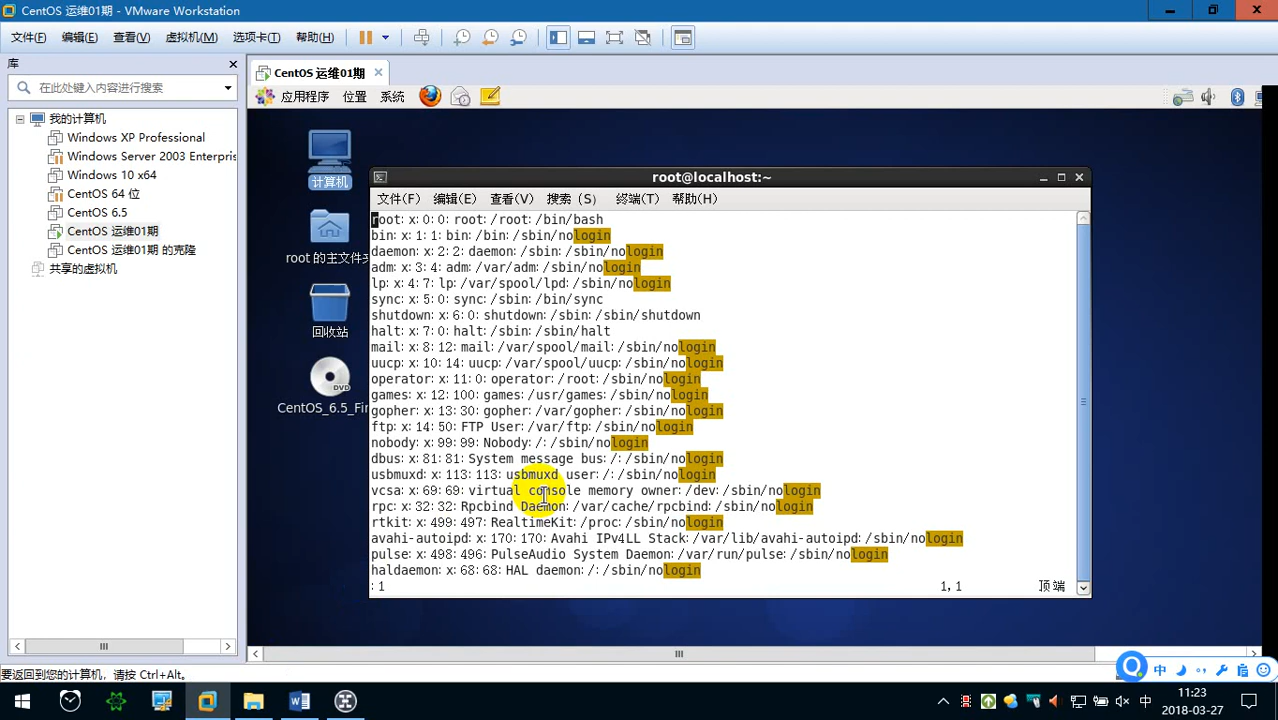 CentOS 运维01期 - VMware Workstation
文件(F) 编辑(E) 查看(V) 虚拟机(M) 选项卡(T) 帮助(H)
库
在此处键入内容进行搜索
我的计算机
Windows XP Professional
Windows Server 2003 Enterpris
Windows 10 x64
CentOS 64 位
CentOS 6.5
CentOS 运维01期
CentOS 运维01期 的克隆
共享的虚拟机
CentOS 运维01期
应用程序 位置 系统
计算机
root 的主文件夹
回收站
DVD
CentOS_6.5_Fin
root@localhost:~
文件(F) 编辑(E) 查看(V) 搜索 (S) 终端(T) 帮助(H)
root:x:0:0:root:/root:/bin/bash
bin:x:1:1:bin:/bin:/sbin/nologin
daemon:x:2:2:daemon:/sbin:/sbin/nologin
adm:x:3:4:adm:/var/adm:/sbin/nologin
lp:x:4:7:lp:/var/spool/lpd:/sbin/nologin
sync:x:5:0:sync:/sbin:/bin/sync
shutdown:x:6:0:shutdown:/sbin:/sbin/shutdown
halt:x:7:0:halt:/sbin:/sbin/halt
mail:x:8:12:mail:/var/spool/mail:/sbin/nologin
uucp:x:10:14:uucp:/var/spool/uucp:/sbin/nologin
operator:x:11:0:operator:/root:/sbin/nologin
games:x:12:100:games:/usr/games:/sbin/nologin
gopher:x:13:30:gopher:/var/gopher:/sbin/nologin
ftp:x:14:50:FTP User:/var/ftp:/sbin/nologin
nobody:x:99:99:Nobody:/:/sbin/nologin
dbus:x:81:81:System message bus:/:/sbin/nologin
usbmuxd:x:113:113:usbmuxd user:/:/sbin/nologin
vcsa:x:69:69:virtual console memory owner:/dev:/sbin/nologin
rpc:x:32:32:Rpcbind Daemon:/var/cache/rpcbind:/sbin/nologin
rtkit:x:499:497:RealtimeKit:/proc:/sbin/nologin
avahi-autoipd:x:170:170:Avahi IPv4LL Stack:/var/lib/avahi-autoipd:/sbin/nologin
pulse:x:498:496:PulseAudio System Daemon:/var/run/pulse:/sbin/nologin
haldaemon:x:68:68:HAL daemon:/:/sbin/nologin
:1 1,1 顶端
要返回到您的计算机，请按 Ctrl+Alt。
中
中
11:23
2018-03-27